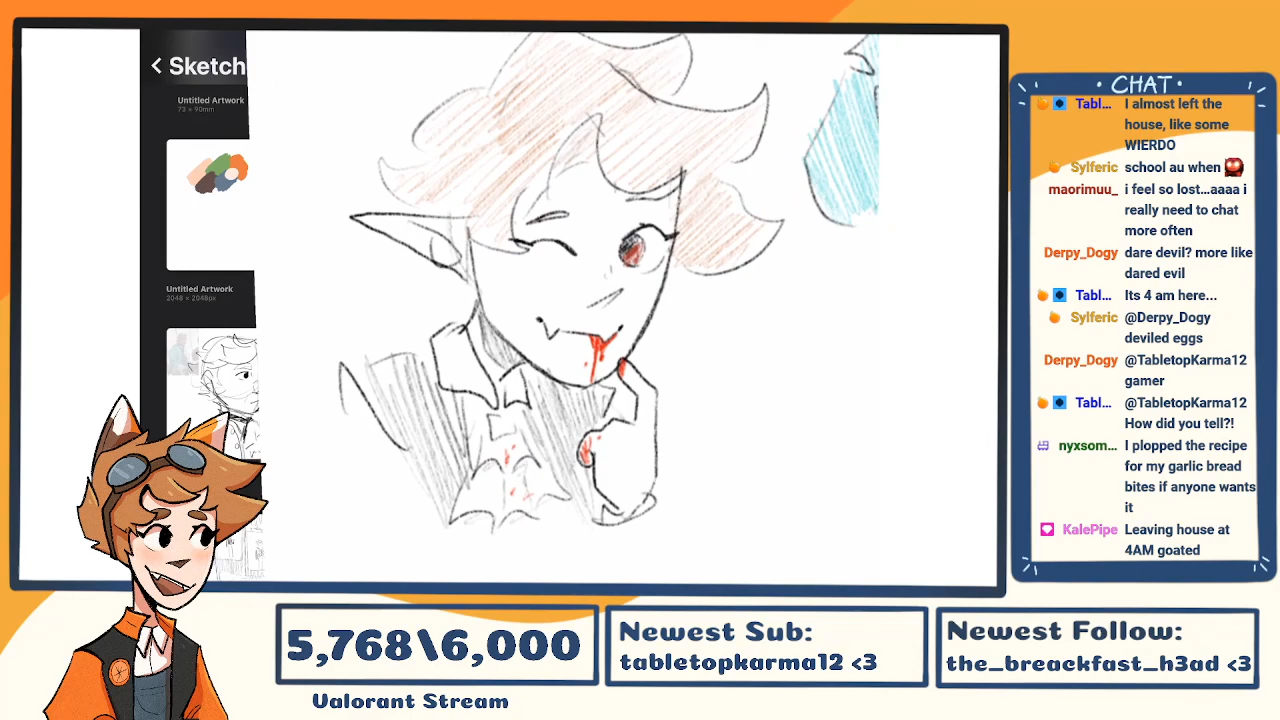 Sketch
Untitled Artwork
73 × 90mm
Untitled Artwork
2048 × 2048px
CHAT
Tabl... I almost left the
house, like some
WIERDO
Sylferic school au when
maorimuu_ i feel so lost...aaaa i
really need to chat
more often
Derpy_Dogy dare devil? more like
dared evil
Tabl... Its 4 am here...
Sylferic @Derpy_Dogy
deviled eggs
Derpy_Dogy @TabletopKarma12
gamer
Tabl... @TabletopKarma12
How did you tell?!
nyxsom... I plopped the recipe
for my garlic bread
bites if anyone wants
it
KalePipe Leaving house at
4AM goated
5,768\6,000
Valorant Stream
Newest Sub:
tabletopkarma12 <3
Newest Follow:
the_breackfast_h3ad <3